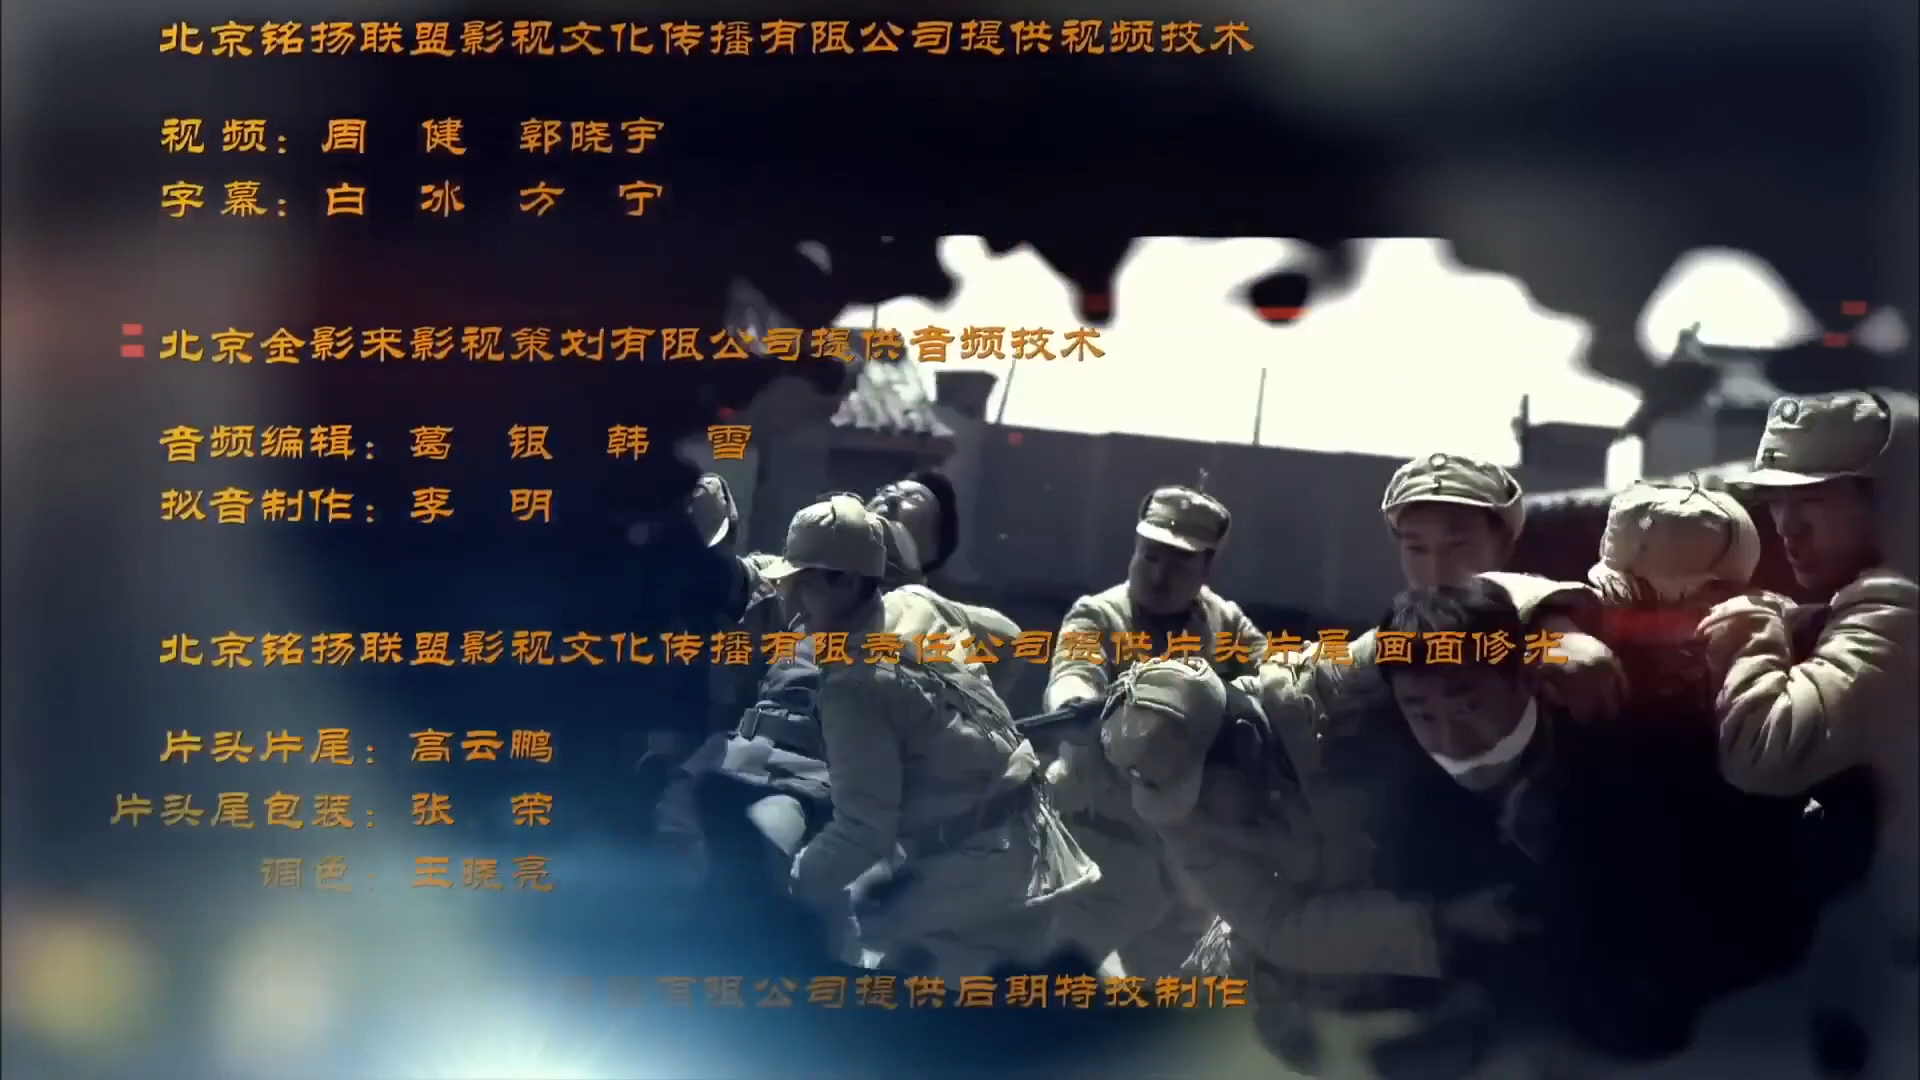 北京铭扬联盟影视文化传播有限公司提供视频技术
视 频：周 健 郭晓宇
字 幕：白 冰 方 宁
北京金影来影视策划有限公司提供音频技术
音频编辑：葛 银 韩 雪
拟音制作：李 明
北京铭扬联盟影视文化传播有限责任公司提供片头片尾 画面修光
片头片尾：高云鹏
片头尾包装：张 荣
调色：王晓亮
有限公司提供后期特技制作